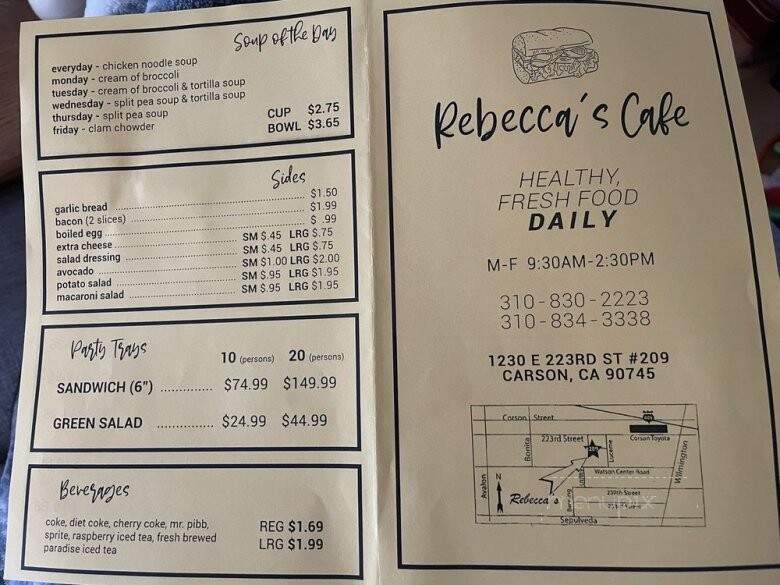 Soup of the Day
everyday - chicken noodle soup
monday - cream of broccoli
tuesday - cream of broccoli & tortilla soup
wednesday - split pea soup & tortilla soup
thursday - split pea soup
friday - clam chowder
CUP $2.75
BOWL $3.65
Sides
garlic bread $1.50
bacon (2 slices) $1.99
boiled egg $ .99
extra cheese SM $.45 LRG $.75
salad dressing SM $.45 LRG $.75
avocado SM $1.00 LRG $2.00
potato salad SM $.95 LRG $1.95
macaroni salad SM $.95 LRG $1.95
Party Trays
10 (persons) 20 (persons)
SANDWICH (6") ............. $74.99 $149.99
GREEN SALAD ............... $24.99 $44.99
Beverages
coke, diet coke, cherry coke, mr. pibb,
sprite, raspberry iced tea, fresh brewed
paradise iced tea
REG $1.69
LRG $1.99
Rebecca's Cafe
HEALTHY,
FRESH FOOD
DAILY
M-F 9:30AM-2:30PM
310-830-2223
310-834-3338
1230 E 223RD ST #209
CARSON, CA 90745
Carson Street
223rd Street
Carson Toyota
Bonita
Lucerne
Wilmington
Avalon
N
Watson Center Road
Rebecca's
Sepulveda
menupix